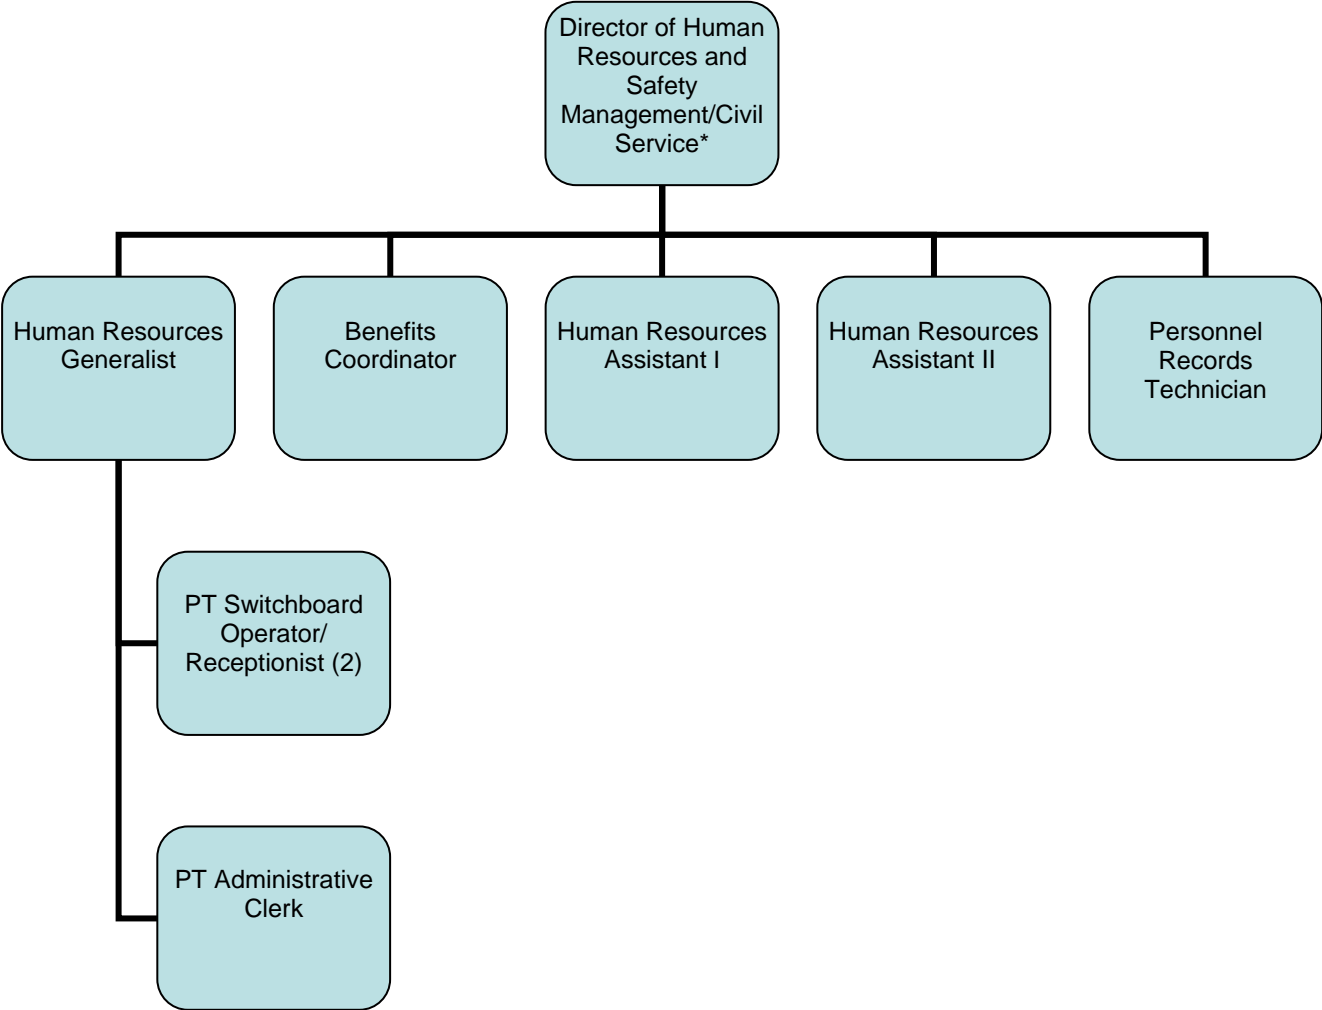 Director of Human
Resources and
Safety
Management/Civil
Service*
Human Resources
Generalist
Benefits
Coordinator
Human Resources
Assistant I
Human Resources
Assistant II
Personnel
Records
Technician
PT Switchboard
Operator/
Receptionist (2)
PT Administrative
Clerk